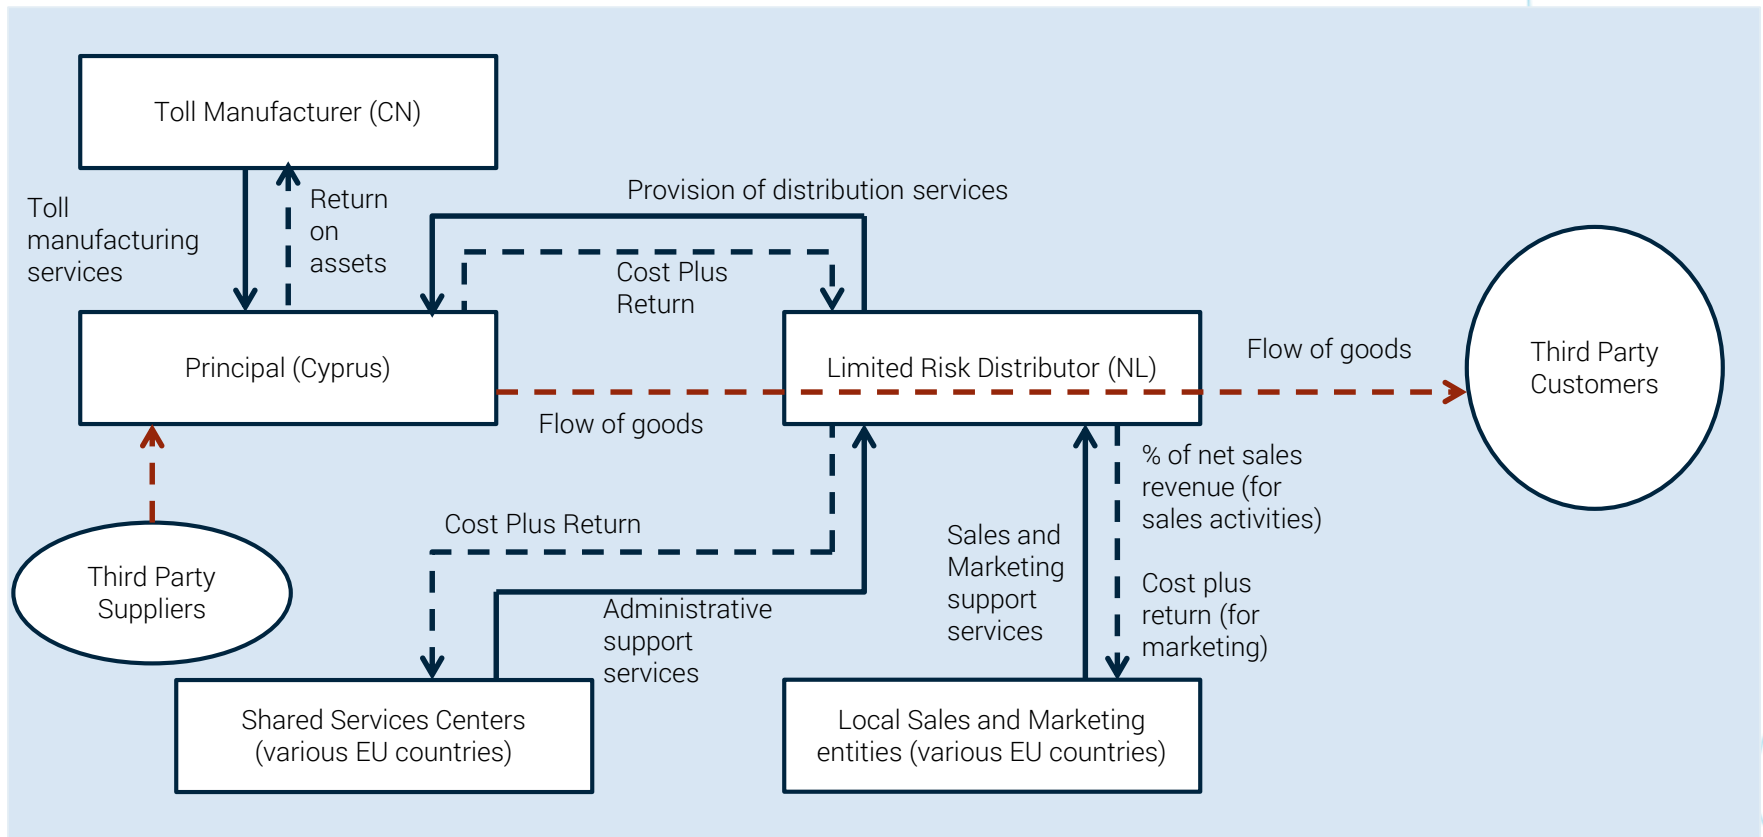 Toll Manufacturer (CN)
Toll
manufacturing
services
Return
on
assets
Provision of distribution services
Cost Plus
Return
Principal (Cyprus)
Limited Risk Distributor (NL)
Flow of goods
Third Party
Customers
Flow of goods
% of net sales
revenue (for
sales activities)
Cost Plus Return
Sales and
Marketing
support
services
Third Party
Suppliers
Cost plus
return (for
marketing)
Administrative
support
services
Shared Services Centers
(various EU countries)
Local Sales and Marketing
entities (various EU countries)